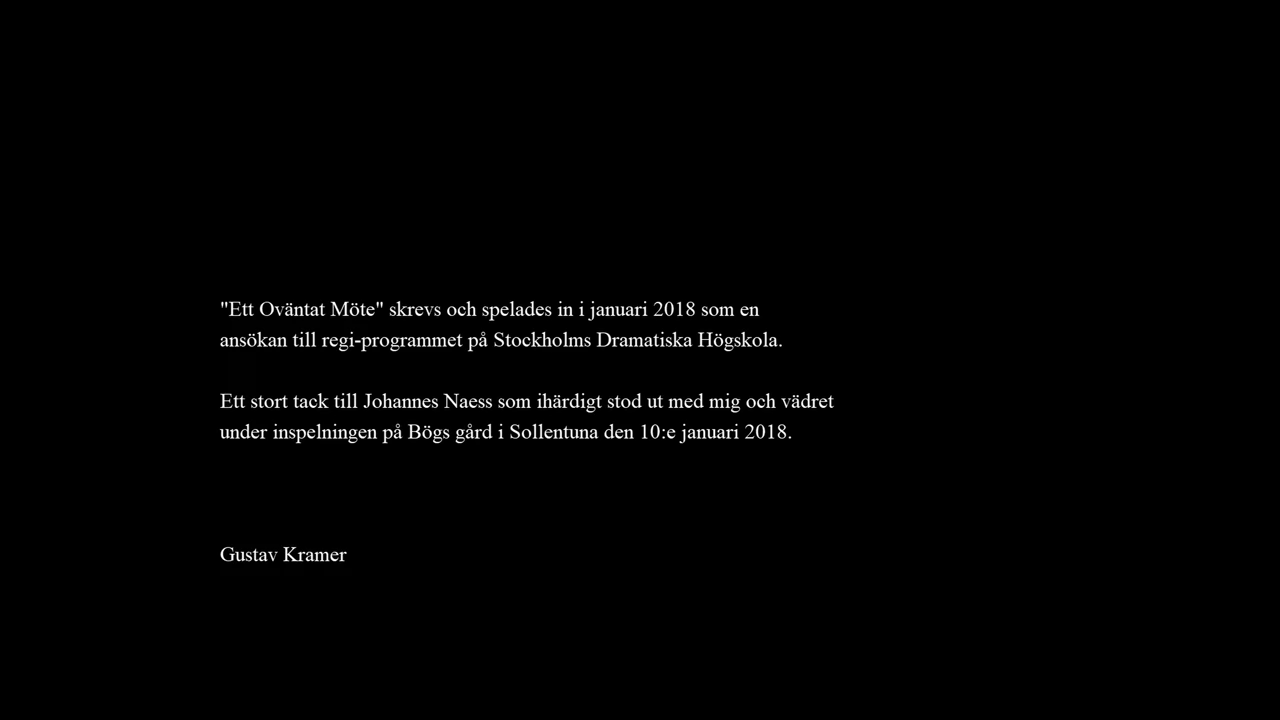 "Ett Oväntat Möte" skrevs och spelades in i januari 2018 som en
ansökan till regi-programmet på Stockholms Dramatiska Högskola.
Ett stort tack till Johannes Naess som ihärdigt stod ut med mig och vädret
under inspelningen på Bögs gård i Sollentuna den 10:e januari 2018.
Gustav Kramer